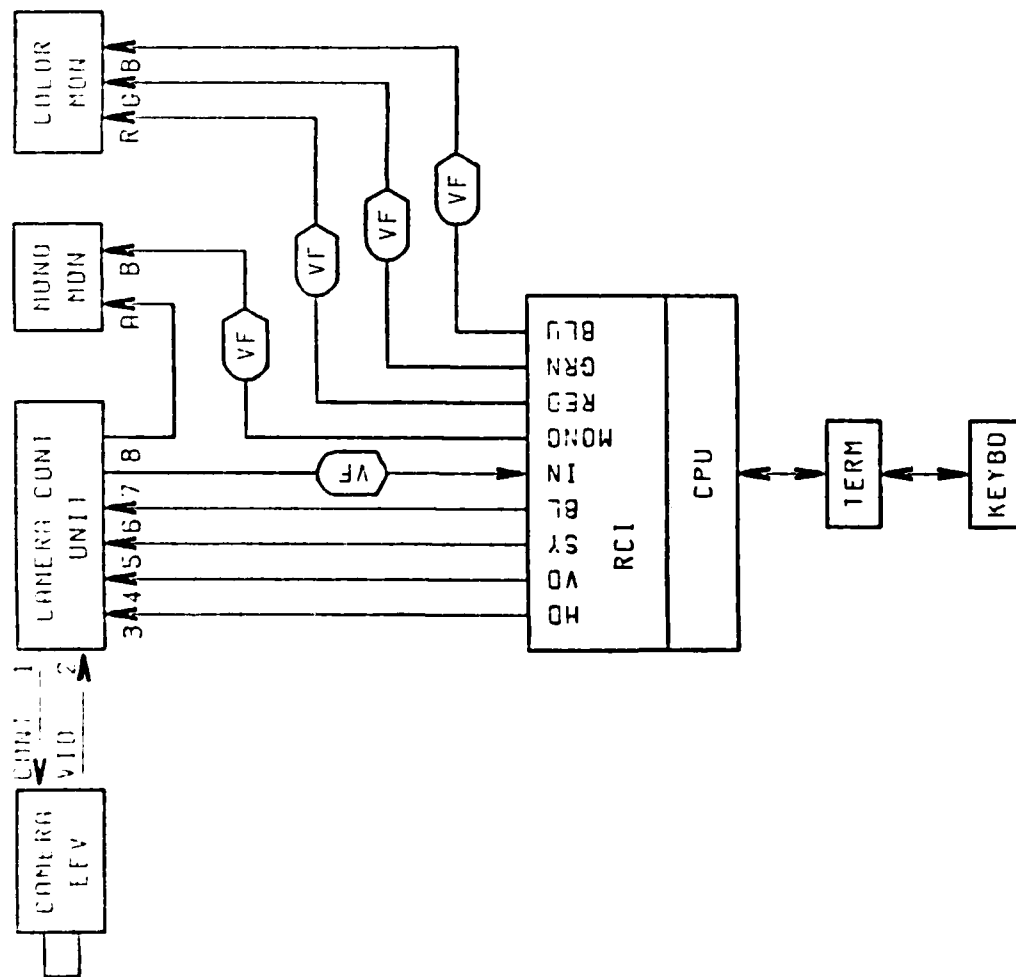 CAMERA
CONT
VID
1
2
CAMERA CONT
UNIT
3
4
5
6
7
8
MONO
MON
A
B
COLOR
MON
R
G
B
VF
VF
VF
VF
VF
HD
VD
SY
BL
IN
MONO
RED
GRN
BLU
RCI
CPU
TERM
KEYBD